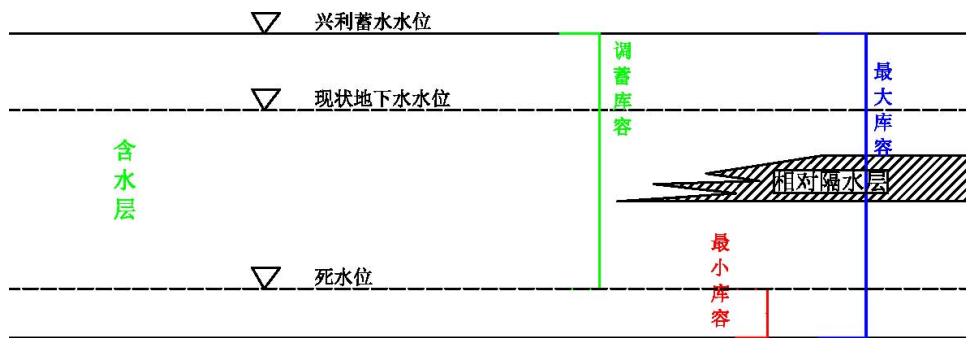 兴利蓄水水位
调蓄库容
最大库容
现状地下水水位
含水层
相对隔水层
最小库容
死水位